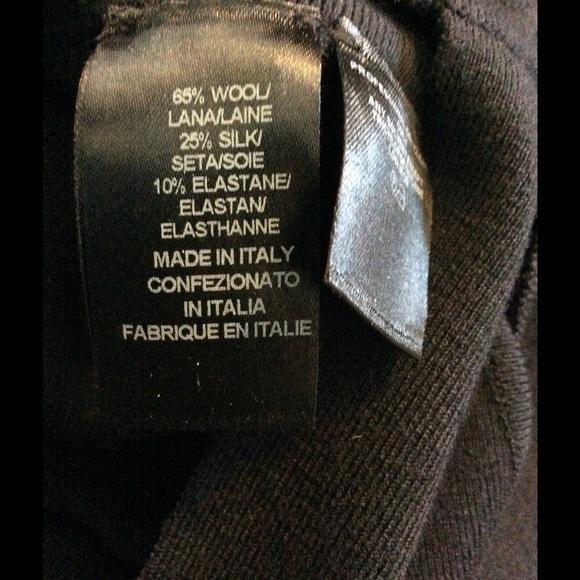 65% WOOL/
LANA/LAINE
25% SILK/
SETA/SOIE
10% ELASTANE/
ELASTAN/
ELASTHANNE
MADE IN ITALY
CONFEZIONATO
IN ITALIA
FABRIQUE EN ITALIE